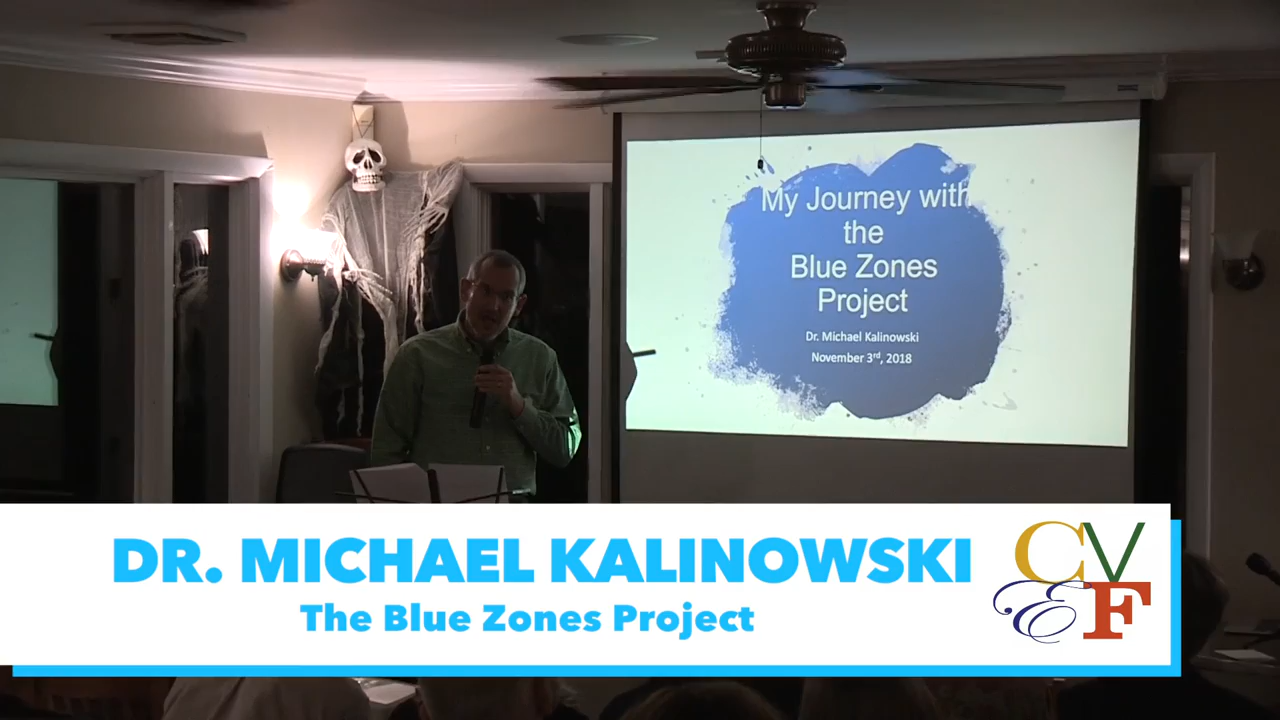 My Journey with
the
Blue Zones
Project
Dr. Michael Kalinowski
November 3rd, 2018
DR. MICHAEL KALINOWSKI
The Blue Zones Project
CV
EF